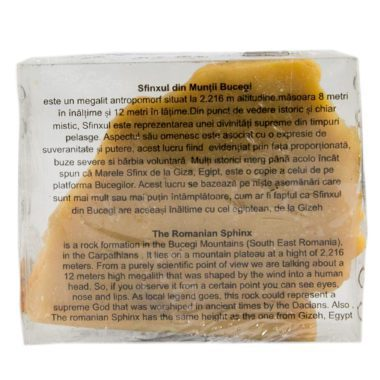 Sfinxul din Munții Bucegi
este un megalit antropomorf situat la 2.216 m altitudine.măsoara 8 metri
în inălțime și 12 metri în lățime.Din punct de vedere istoric și chiar
mistic, Sfinxul este reprezentarea unei divinități supreme din timpuri
pelasge. Aspectul său omenesc este asociat cu o expresie de
suveranitate și putere, acest lucru fiind evidențiat prin fața proporționată,
buze severe si bărbia voluntară. Mulți istorici merg până acolo încât
spun că Marele Sfinx de la Giza, Egipt, este o copie a celui de pe
platforma Bucegilor. Acest lucru se bazează pe niște asemănări care
sunt mai mult sau mai puțin întâmplătoare, cum ar fi faptul ca Sfinxul
din Bucegi are aceeași înălțime cu cel egiptean, de la Gizeh
The Romanian Sphinx
is a rock formation in the Bucegi Mountains (South East Romania),
in the Carpathians . It ties on a mountain plateau at a hight of 2.216
meters. From a purely scientific point of view we are talking about a
12 meters high megalith that was shaped by the wind into a human
head. So, if you observe it from a certain point you can see eyes,
nose and lips. As local legend goes, this rock could represent a
supreme God that was worshiped in ancient times by the Dacians. Also ,
The romanian Sphinx has the same height as the one from Gizeh, Egypt